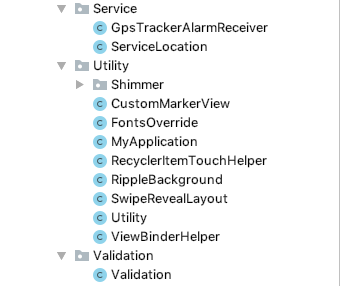 Service
GpsTrackerAlarmReceiver
ServiceLocation
Utility
Shimmer
CustomMarkerView
FontsOverride
MyApplication
RecyclerItemTouchHelper
RippleBackground
SwipeRevealLayout
Utility
ViewBinderHelper
Validation
Validation